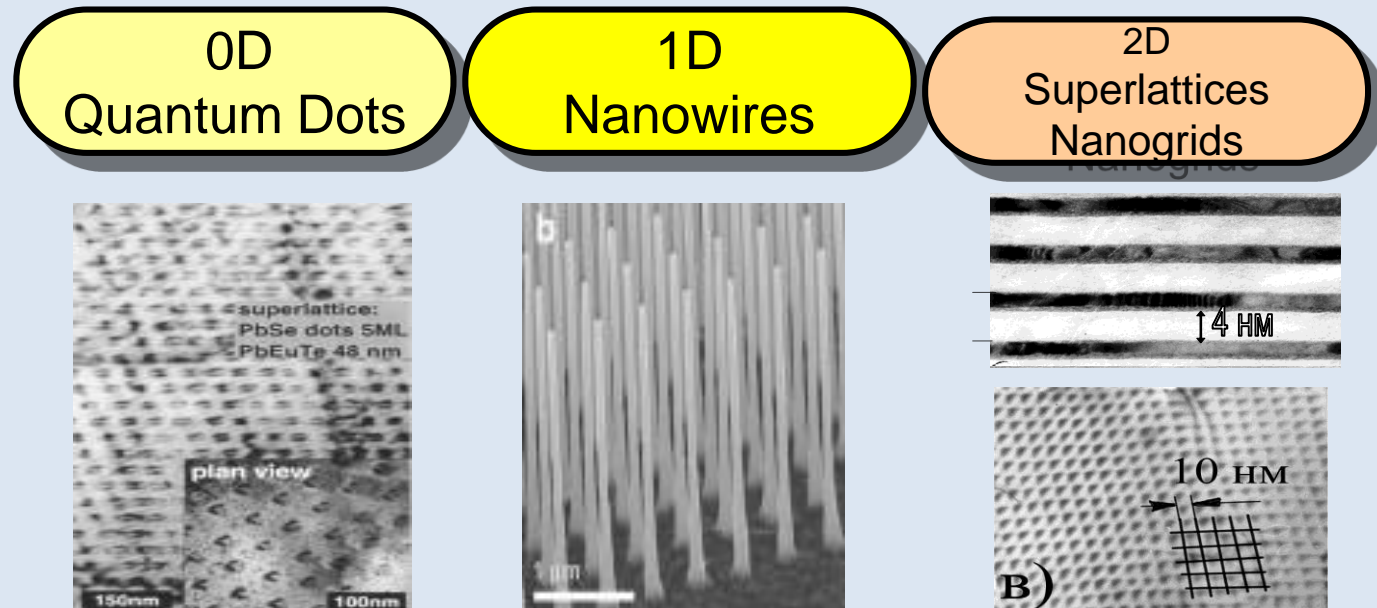 0D
Quantum Dots
1D
Nanowires
2D
Superlattices
Nanogrids
superlattice:
PbSe dots 5ML
PbEuTe 48 nm
plan view
150nm
100nm
b
1 μm
4 нм
10 нм
в)